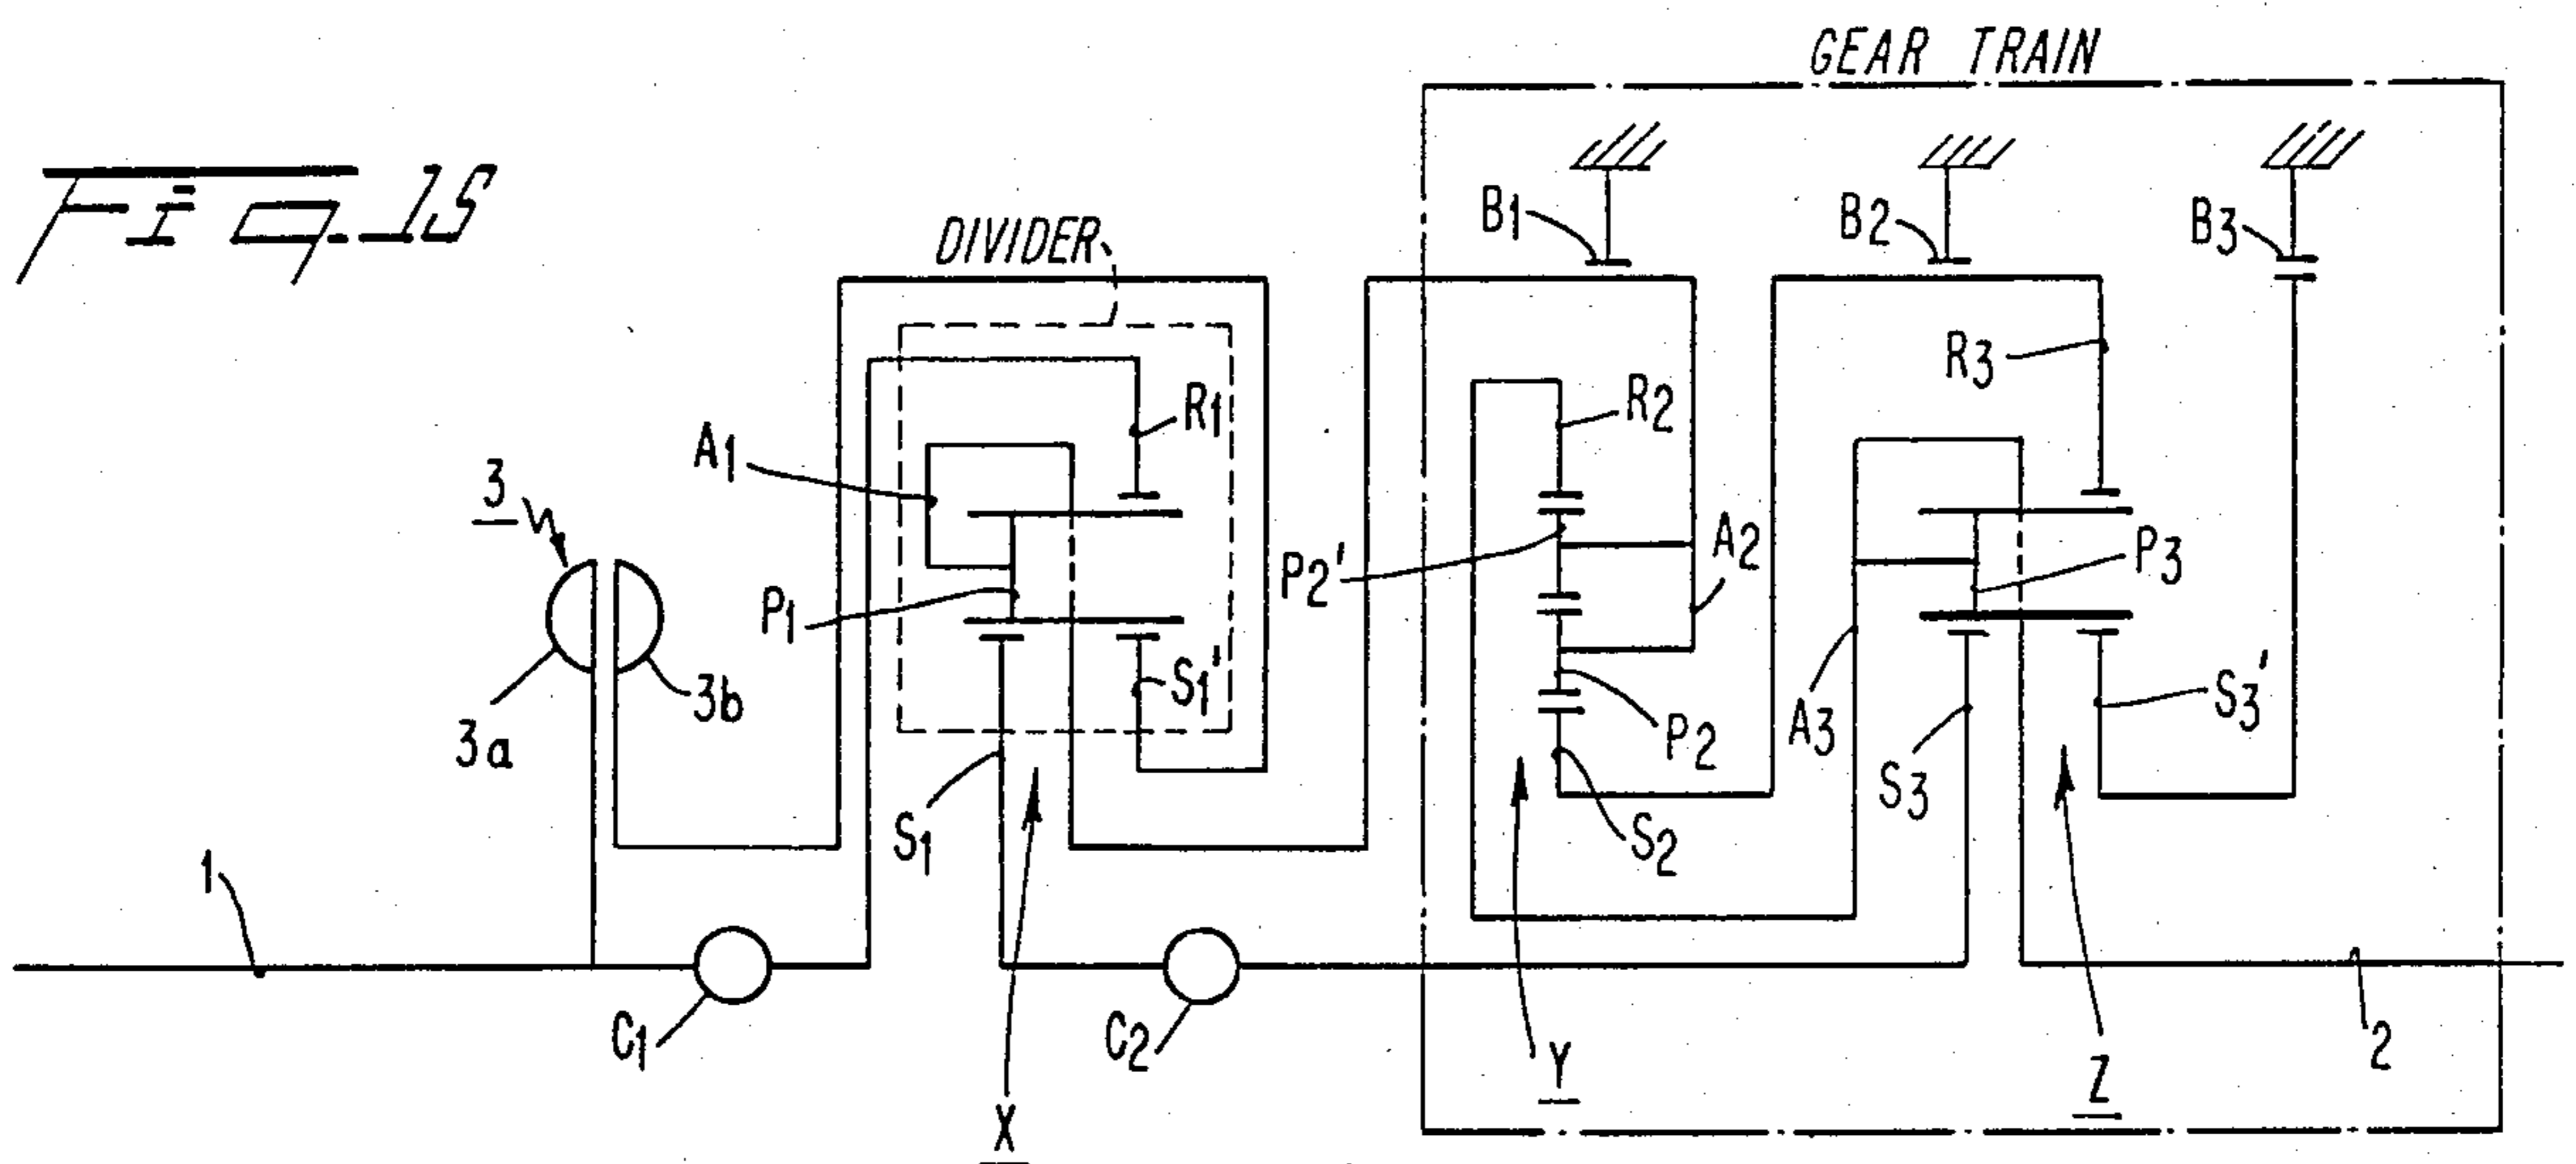 GEAR TRAIN
Fig. 15
DIVIDER
B1
B2
B3
R1
R2
R3
A1
3
P1
P2'
A2
P3
3a
3b
S1'
S1
P2
S2
A3
S3
S3'
1
C1
C2
X
Y
Z
2